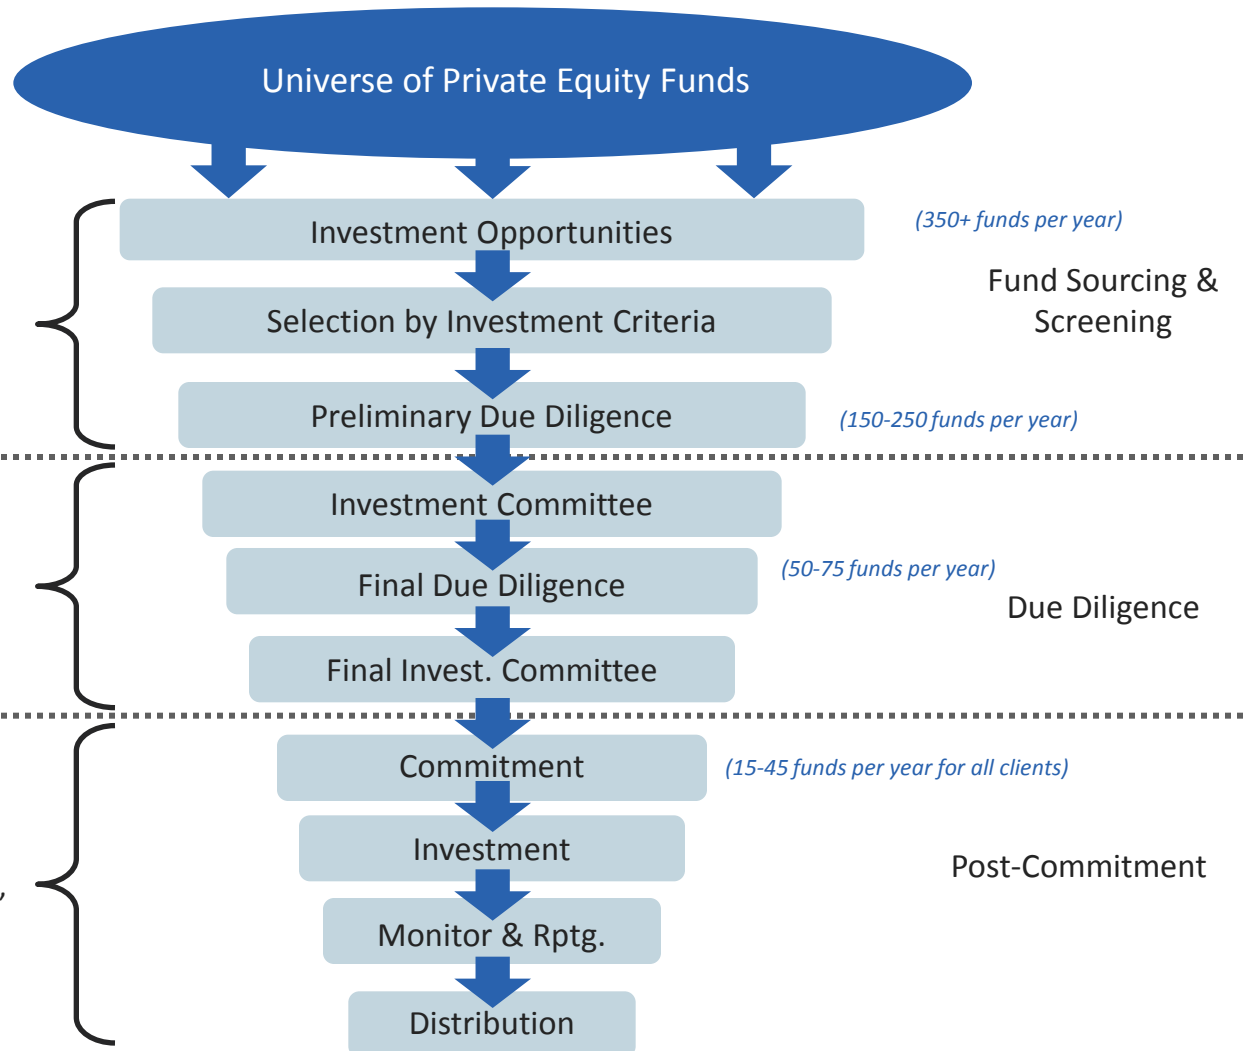 Universe of Private Equity Funds
Investment Opportunities
(350+ funds per year)
Fund Sourcing &
Screening
Selection by Investment Criteria
Preliminary Due Diligence
(150-250 funds per year)
Investment Committee
Final Due Diligence
(50-75 funds per year)
Due Diligence
Final Invest. Committee
Commitment
(15-45 funds per year for all clients)
Investment
Post-Commitment
,
Monitor & Rptg.
Distribution